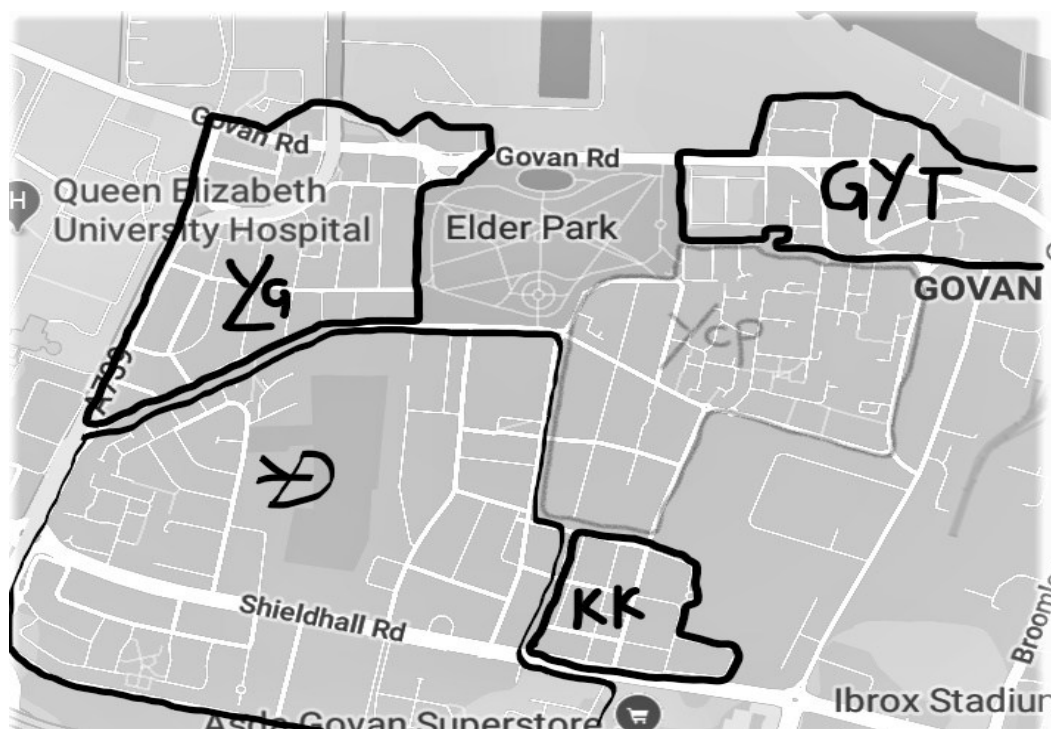 Govan Rd
Govan Rd
GYT
H
Queen Elizabeth
University Hospital
Elder Park
YG
GOVAN
Ycp
A739
YD
KK
Shieldhall Rd
Broomlo
Ibrox Stadium
Asda Govan Superstore